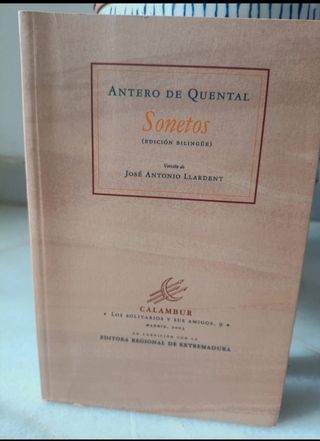 ANTERO DE QUENTAL
Sonetos
(EDICIÓN BILINGÜE)
Versión de
JOSÉ ANTONIO LLARDENT
CALAMBUR
• LOS SOLITARIOS Y SUS AMIGOS, 9 •
MADRID, 2003
EN COEDICIÓN CON LA
EDITORA REGIONAL DE EXTREMADURA